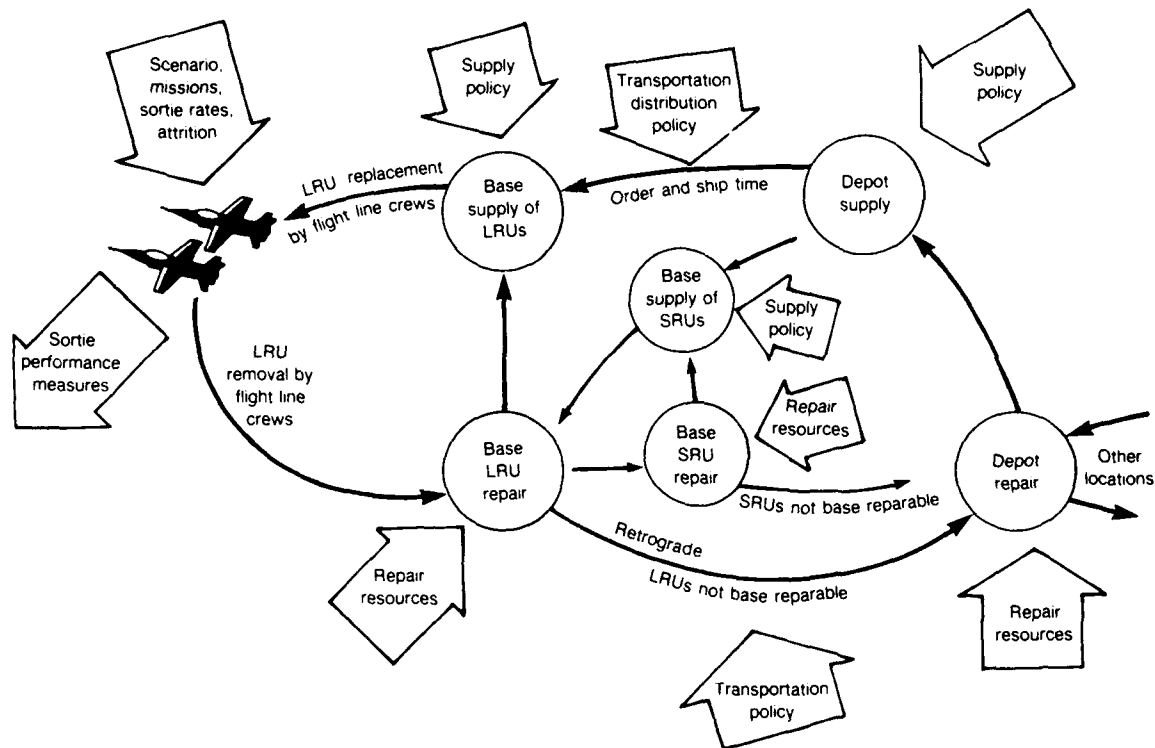 Scenario,
missions,
sortie rates,
attrition
Supply
policy
Transportation
distribution
policy
Supply
policy
LRU replacement
by flight line crews
Base
supply of
LRUs
Order and ship time
Depot
supply
Base
supply of
SRUs
Supply
policy
Sortie
performance
measures
LRU
removal by
flight line
crews
Base
LRU
repair
Base
SRU
repair
Repair
resources
Depot
repair
Other
locations
SRUs not base reparable
Retrograde
LRUs not base reparable
Repair
resources
Repair
resources
Transportation
policy